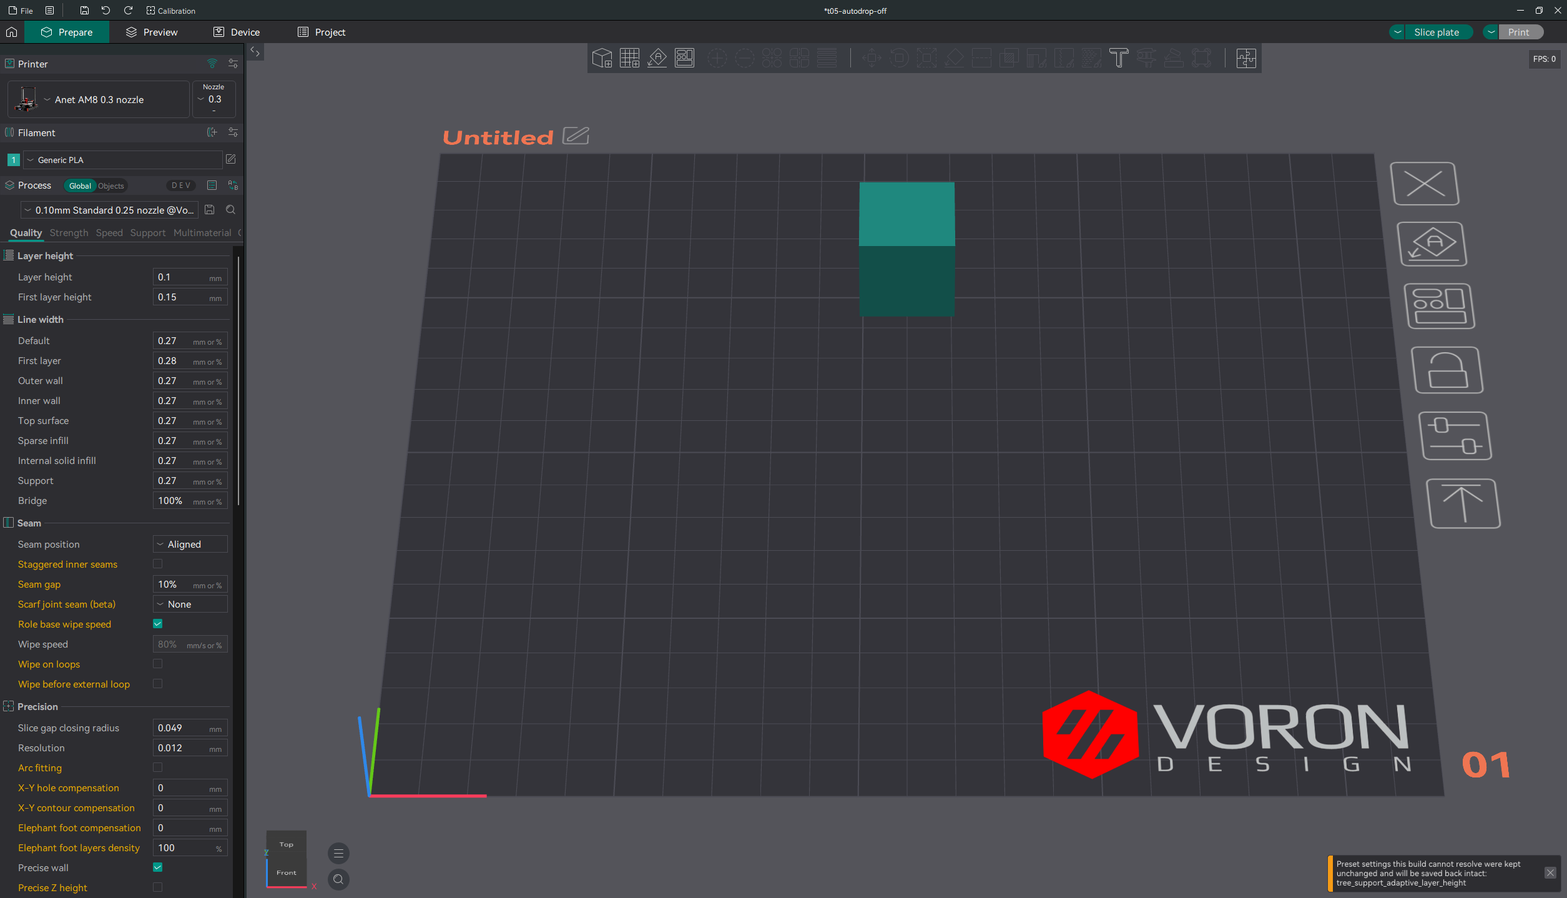 File
Calibration
*t05-autodrop-off
Prepare
Preview
Device
Project
Slice plate
Print
Printer
FPS: 0
Anet AM8 0.3 nozzle
Nozzle
0.3
-
Filament
1
Generic PLA
Process
Global
Objects
DEV
0.10mm Standard 0.25 nozzle @Vo...
Quality
Strength
Speed
Support
Multimaterial
Layer height
Layer height 0.1 mm
First layer height 0.15 mm
Line width
Default 0.27 mm or %
First layer 0.28 mm or %
Outer wall 0.27 mm or %
Inner wall 0.27 mm or %
Top surface 0.27 mm or %
Sparse infill 0.27 mm or %
Internal solid infill 0.27 mm or %
Support 0.27 mm or %
Bridge 100% mm or %
Seam
Seam position Aligned
Staggered inner seams
Seam gap 10% mm or %
Scarf joint seam (beta) None
Role base wipe speed
Wipe speed 80% mm/s or %
Wipe on loops
Wipe before external loop
Precision
Slice gap closing radius 0.049 mm
Resolution 0.012 mm
Arc fitting
X-Y hole compensation 0 mm
X-Y contour compensation 0 mm
Elephant foot compensation 0 mm
Elephant foot layers density 100 %
Precise wall
Precise Z height
Untitled
VORON
DESIGN
01
Top
Front
Y
X
Preset settings this build cannot resolve were kept
unchanged and will be saved back intact:
tree_support_adaptive_layer_height